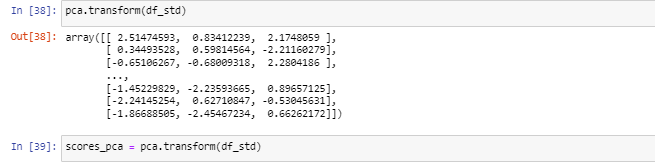 In [38]: pca.transform(df_std)
Out[38]: array([[ 2.51474593,  0.83412239,  2.1748059 ],
[ 0.34493528,  0.59814564, -2.21160279],
[-0.65106267, -0.68009318,  2.2804186 ],
...,
[-1.45229829, -2.23593665,  0.89657125],
[-2.24145254,  0.62710847, -0.53045631],
[-1.86688505, -2.45467234,  0.66262172]])
In [39]: scores_pca = pca.transform(df_std)